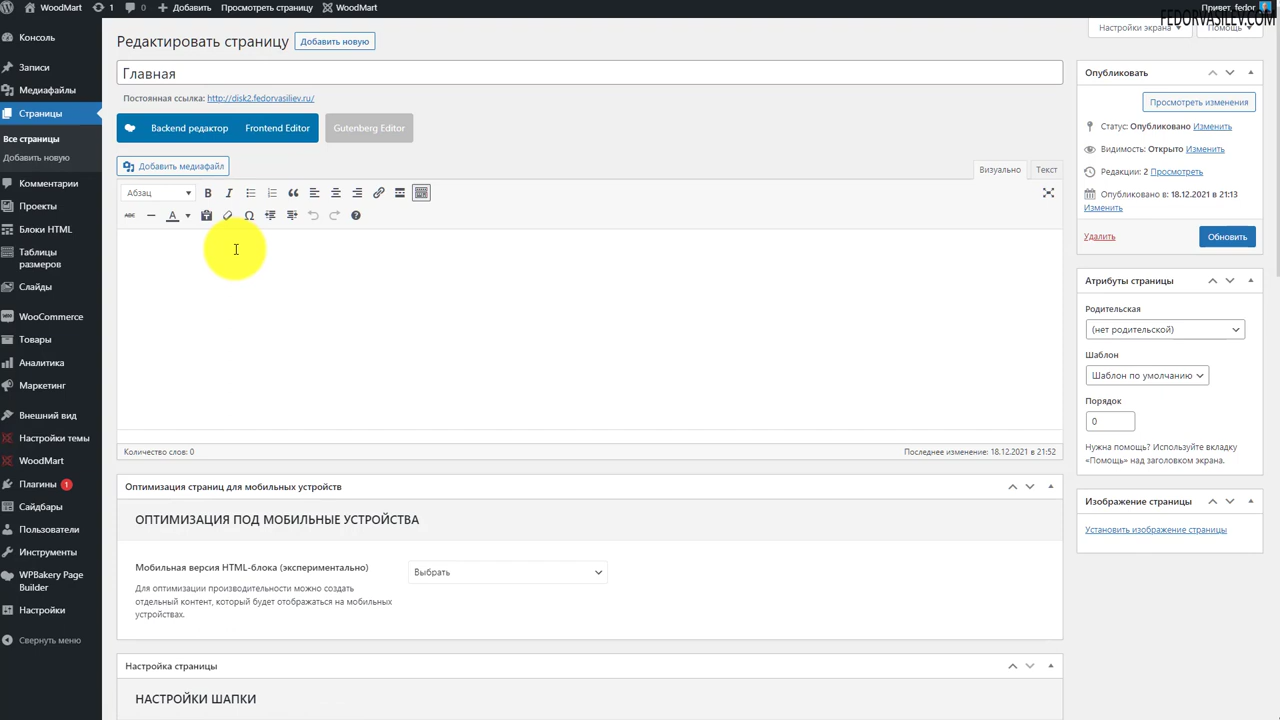 WoodMart
1
0
Добавить
Просмотреть страницу
WoodMart
Привет, fedor
FEDORVASILEV.COM
Консоль
Записи
Медиафайлы
Страницы
Все страницы
Добавить новую
Комментарии
Проекты
Блоки HTML
Таблицы
размеров
Слайды
WooCommerce
Товары
Аналитика
Маркетинг
Внешний вид
Настройки темы
WoodMart
Плагины 1
Сайдбары
Пользователи
Инструменты
WPBakery Page
Builder
Настройки
Свернуть меню
Настройки экрана
Помощь
Редактировать страницу
Добавить новую
Главная
Постоянная ссылка: http://disk2.fedorvasiliev.ru/
Backend редактор
Frontend Editor
Gutenberg Editor
Добавить медиафайл
Визуально
Текст
Абзац
B
I
ABC
A
Ω
Количество слов: 0
Последнее изменение: 18.12.2021 в 21:52
Оптимизация страниц для мобильных устройств
ОПТИМИЗАЦИЯ ПОД МОБИЛЬНЫЕ УСТРОЙСТВА
Мобильная версия HTML-блока (экспериментально)
Выбрать
Для оптимизации производительности можно создать
отдельный контент, который будет отображаться на мобильных
устройствах.
Настройка страницы
НАСТРОЙКИ ШАПКИ
Опубликовать
Просмотреть изменения
Статус: Опубликовано Изменить
Видимость: Открыто Изменить
Редакции: 2 Просмотреть
Опубликовано в: 18.12.2021 в 21:13
Изменить
Удалить
Обновить
Атрибуты страницы
Родительская
(нет родительской)
Шаблон
Шаблон по умолчанию
Порядок
0
Нужна помощь? Используйте вкладку
«Помощь» над заголовком экрана.
Изображение страницы
Установить изображение страницы